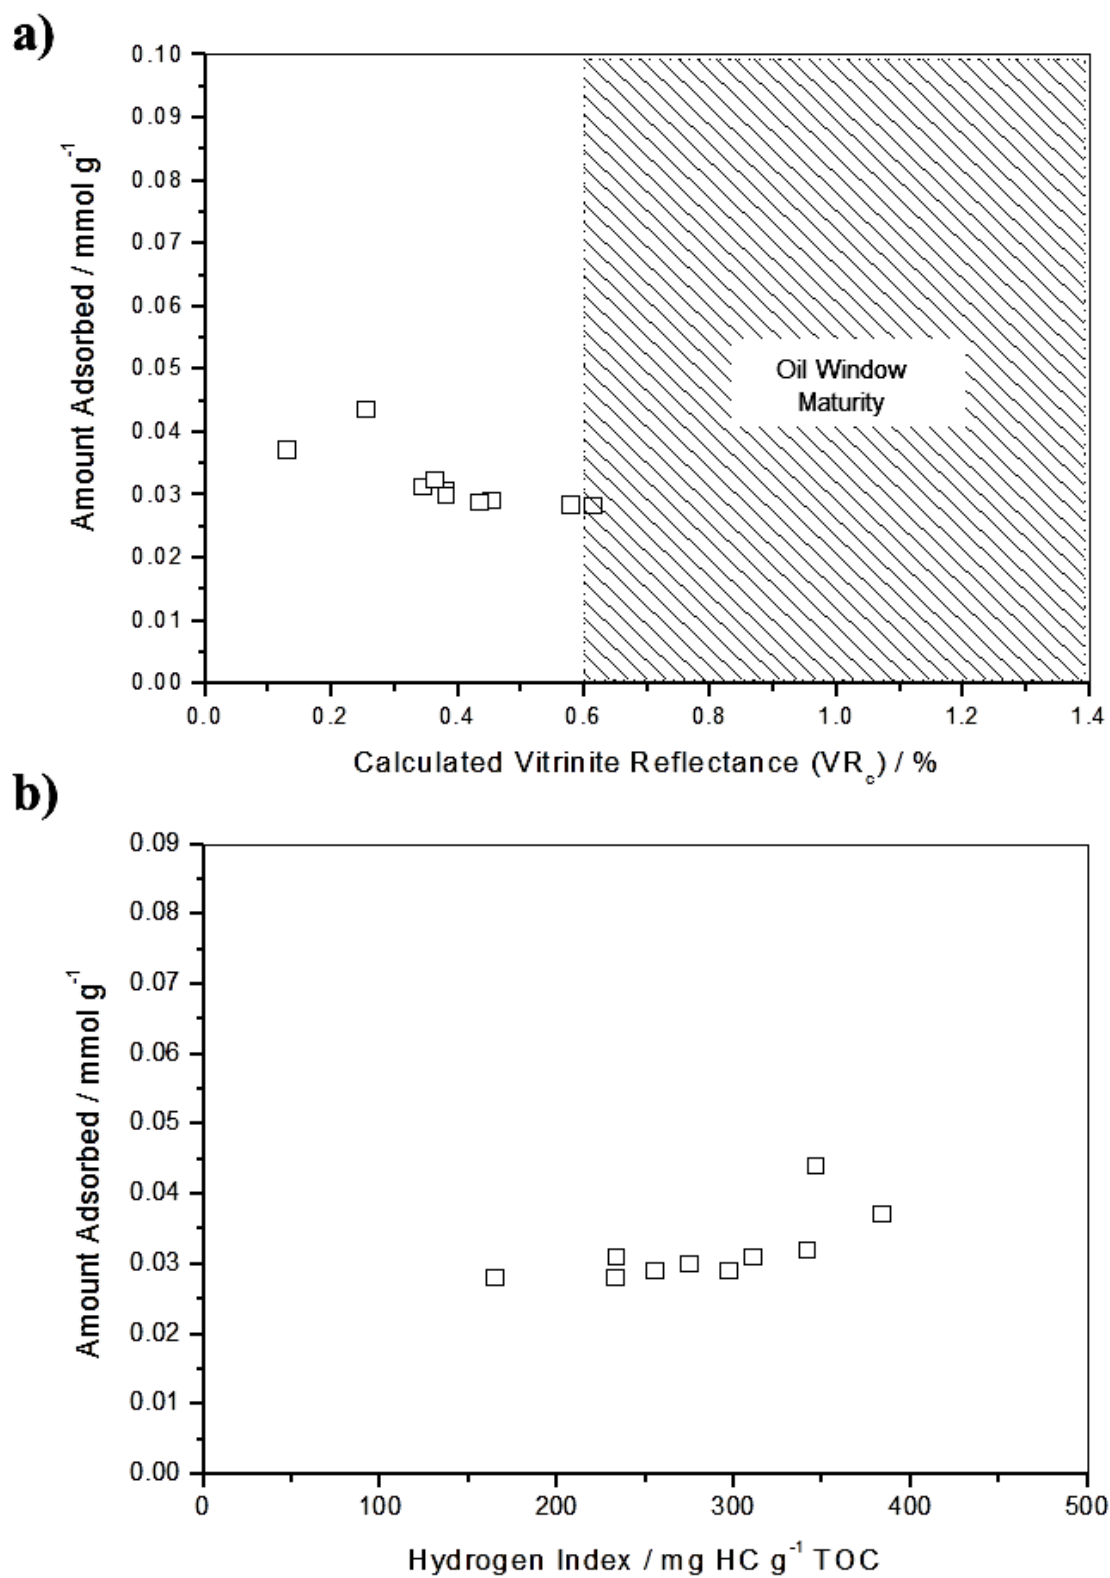 a)
0.10
0.09
0.08
0.07
0.06
0.05
0.04
0.03
0.02
0.01
0.00
Amount Adsorbed / mmol g⁻¹
Oil Window
Maturity
0.0 0.2 0.4 0.6 0.8 1.0 1.2 1.4
Calculated Vitrinite Reflectance (VRc) / %
b)
0.09
0.08
0.07
0.06
0.05
0.04
0.03
0.02
0.01
0.00
Amount Adsorbed / mmol g⁻¹
0 100 200 300 400 500
Hydrogen Index / mg HC g⁻¹ TOC